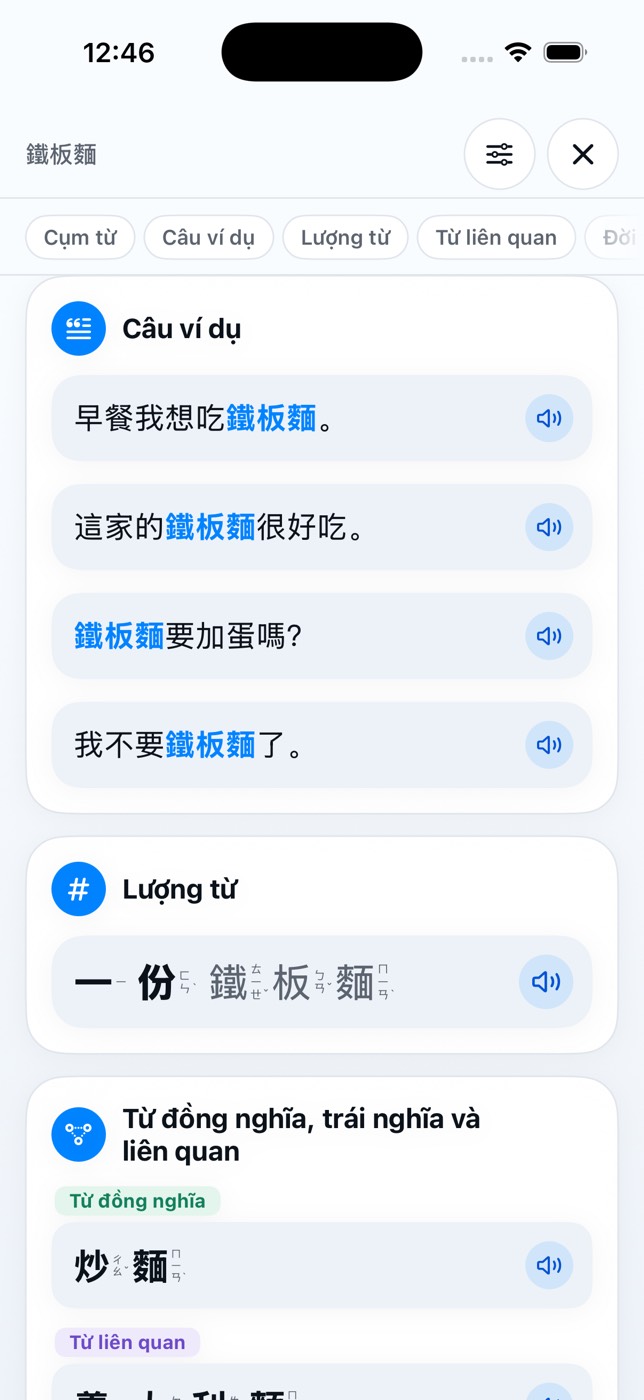 12:46
鐵板麵
Cụm từ
Câu ví dụ
Lượng từ
Từ liên quan
Câu ví dụ
早餐我想吃鐵板麵。
這家的鐵板麵很好吃。
鐵板麵要加蛋嗎?
我不要鐵板麵了。
Lượng từ
一份 鐵板麵
Từ đồng nghĩa, trái nghĩa và
liên quan
Từ đồng nghĩa
炒麵
Từ liên quan